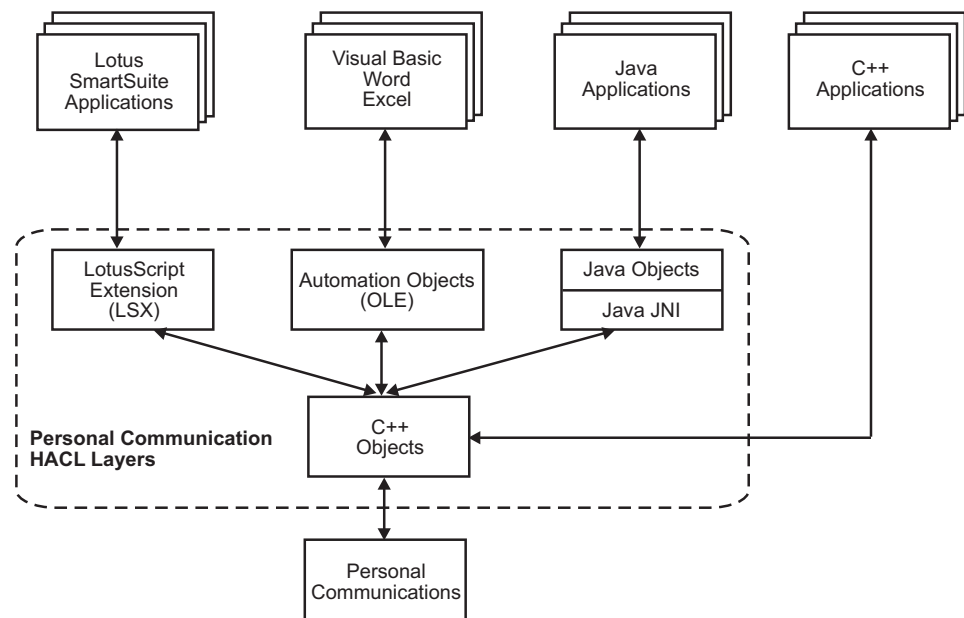 Lotus
SmartSuite
Applications
Visual Basic
Word
Excel
Java
Applications
C++
Applications
LotusScript
Extension
(LSX)
Automation Objects
(OLE)
Java Objects
Java JNI
C++
Objects
Personal Communication
HACL Layers
Personal
Communications